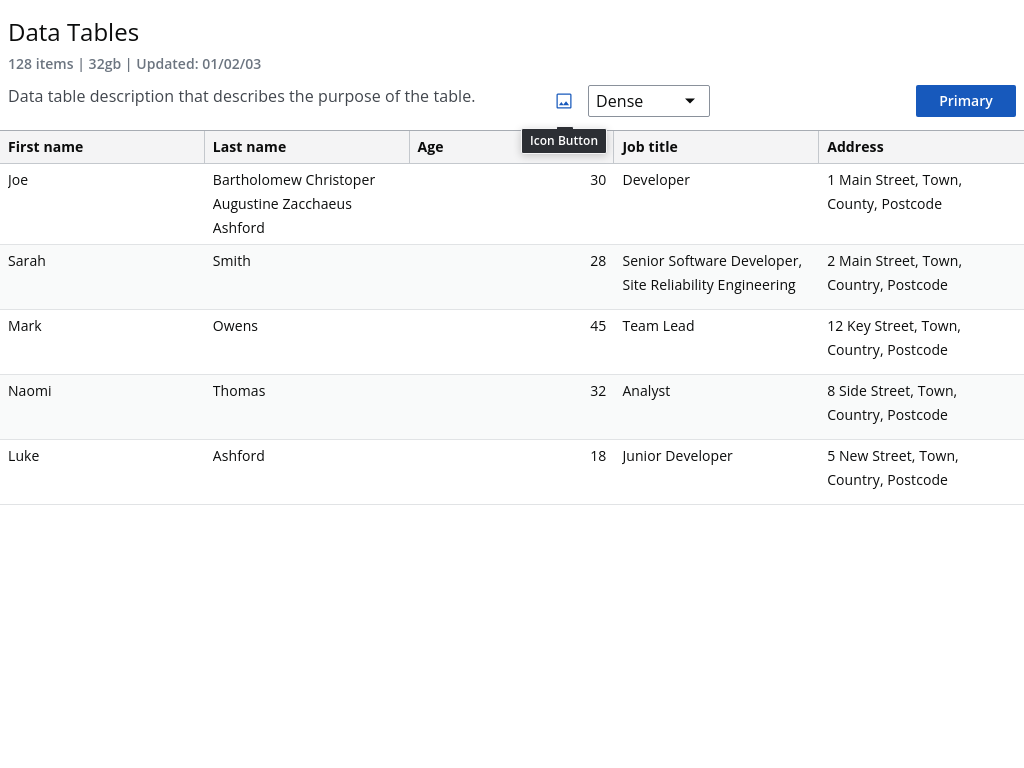 Data Tables
128 items | 32gb | Updated: 01/02/03
Data table description that describes the purpose of the table.
Dense
Primary
Icon Button
First name Last name Age Job title Address
Joe Bartholomew Christoper 30 Developer 1 Main Street, Town,
Augustine Zacchaeus County, Postcode
Ashford
Sarah Smith 28 Senior Software Developer, 2 Main Street, Town,
Site Reliability Engineering Country, Postcode
Mark Owens 45 Team Lead 12 Key Street, Town,
Country, Postcode
Naomi Thomas 32 Analyst 8 Side Street, Town,
Country, Postcode
Luke Ashford 18 Junior Developer 5 New Street, Town,
Country, Postcode